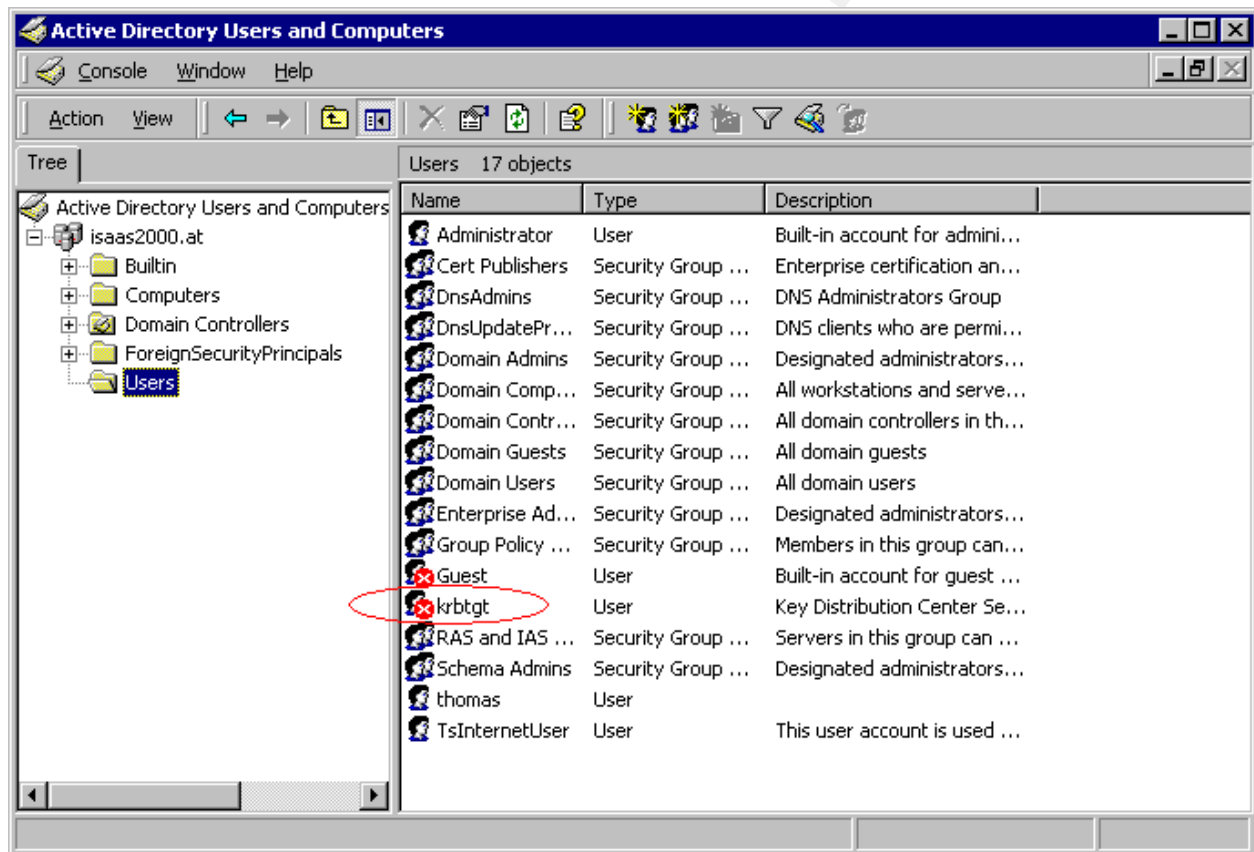 Active Directory Users and Computers
Console Window Help
Action View
Tree
Users 17 objects
Active Directory Users and Computers
isaas2000.at
Builtin
Computers
Domain Controllers
ForeignSecurityPrincipals
Users
Name Type Description
Administrator User Built-in account for admini...
Cert Publishers Security Group ... Enterprise certification an...
DnsAdmins Security Group ... DNS Administrators Group
DnsUpdatePr... Security Group ... DNS clients who are permi...
Domain Admins Security Group ... Designated administrators...
Domain Comp... Security Group ... All workstations and serve...
Domain Contr... Security Group ... All domain controllers in th...
Domain Guests Security Group ... All domain guests
Domain Users Security Group ... All domain users
Enterprise Ad... Security Group ... Designated administrators...
Group Policy ... Security Group ... Members in this group can...
Guest User Built-in account for guest ...
krbtgt User Key Distribution Center Se...
RAS and IAS ... Security Group ... Servers in this group can ...
Schema Admins Security Group ... Designated administrators...
thomas User
TsInternetUser User This user account is used ...